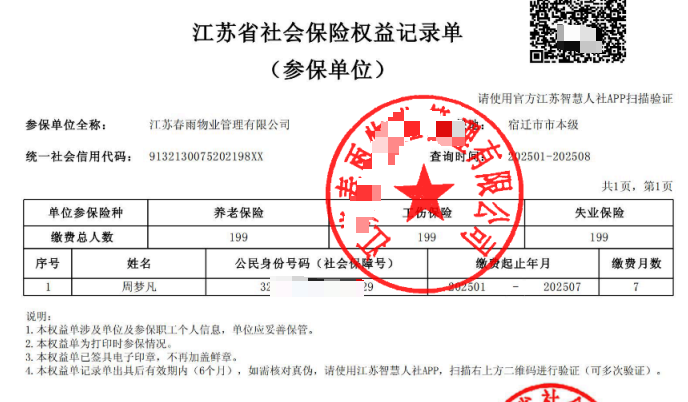 江苏省社会保险权益记录单
（参保单位）
请使用官方江苏智慧人社APP扫描验证
参保单位全称： 江苏春雨物业管理有限公司 宿迁市市本级
统一社会信用代码： 9132130075202198XX 查询时间： 202501-202508
共1页，第1页
单位参保险种 养老保险 工伤保险 失业保险
缴费总人数 199 199 199
序号 姓名 公民身份号码（社会保障号） 缴费起止年月 缴费月数
1 周梦凡 32 29 202501 - 202507 7
说明：
1. 本权益单涉及单位及参保职工个人信息，单位应妥善保管。
2. 本权益单为打印时参保情况。
3. 本权益单已签具电子印章，不再加盖鲜章。
4. 本权益单记录单出具后有效期内（6个月），如需核对真伪，请使用江苏智慧人社APP，扫描右上方二维码进行验证（可多次验证）。
江苏 有限公司
省社